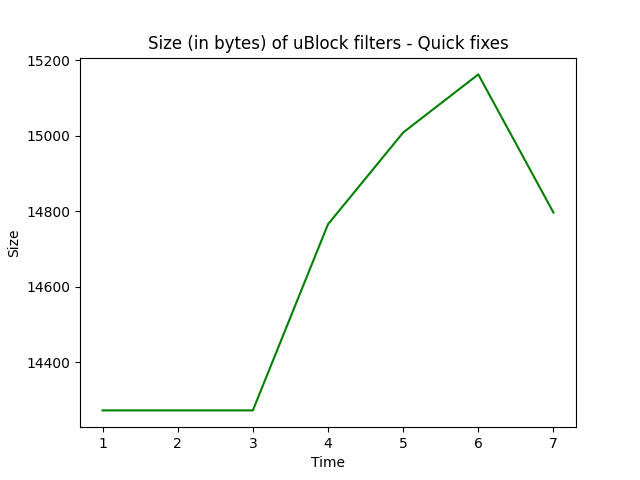 Size (in bytes) of uBlock filters - Quick fixes
15200
15000
14800
14600
14400
Size
1 2 3 4 5 6 7
Time